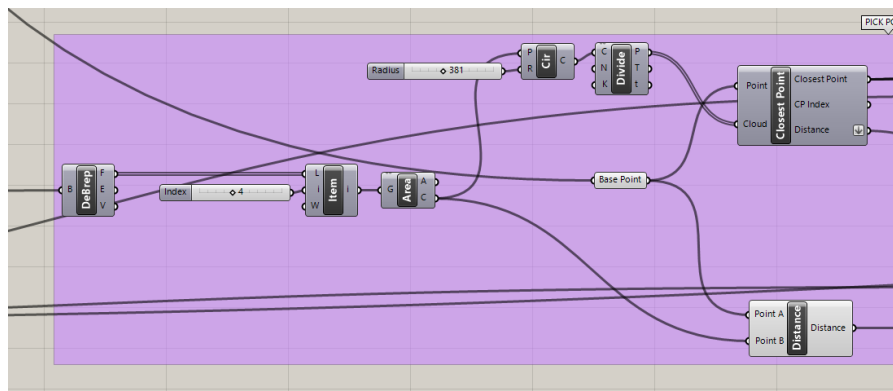 PICK PO
Radius
381
P
R
Cir
C
C
N
K
Divide
P
T
t
Point
Cloud
Closest Point
Closest Point
CP Index
Distance
B
DeBrep
F
E
V
Index
4
L
i
W
Item
i
G
Area
A
C
Base Point
Point A
Point B
Distance
Distance